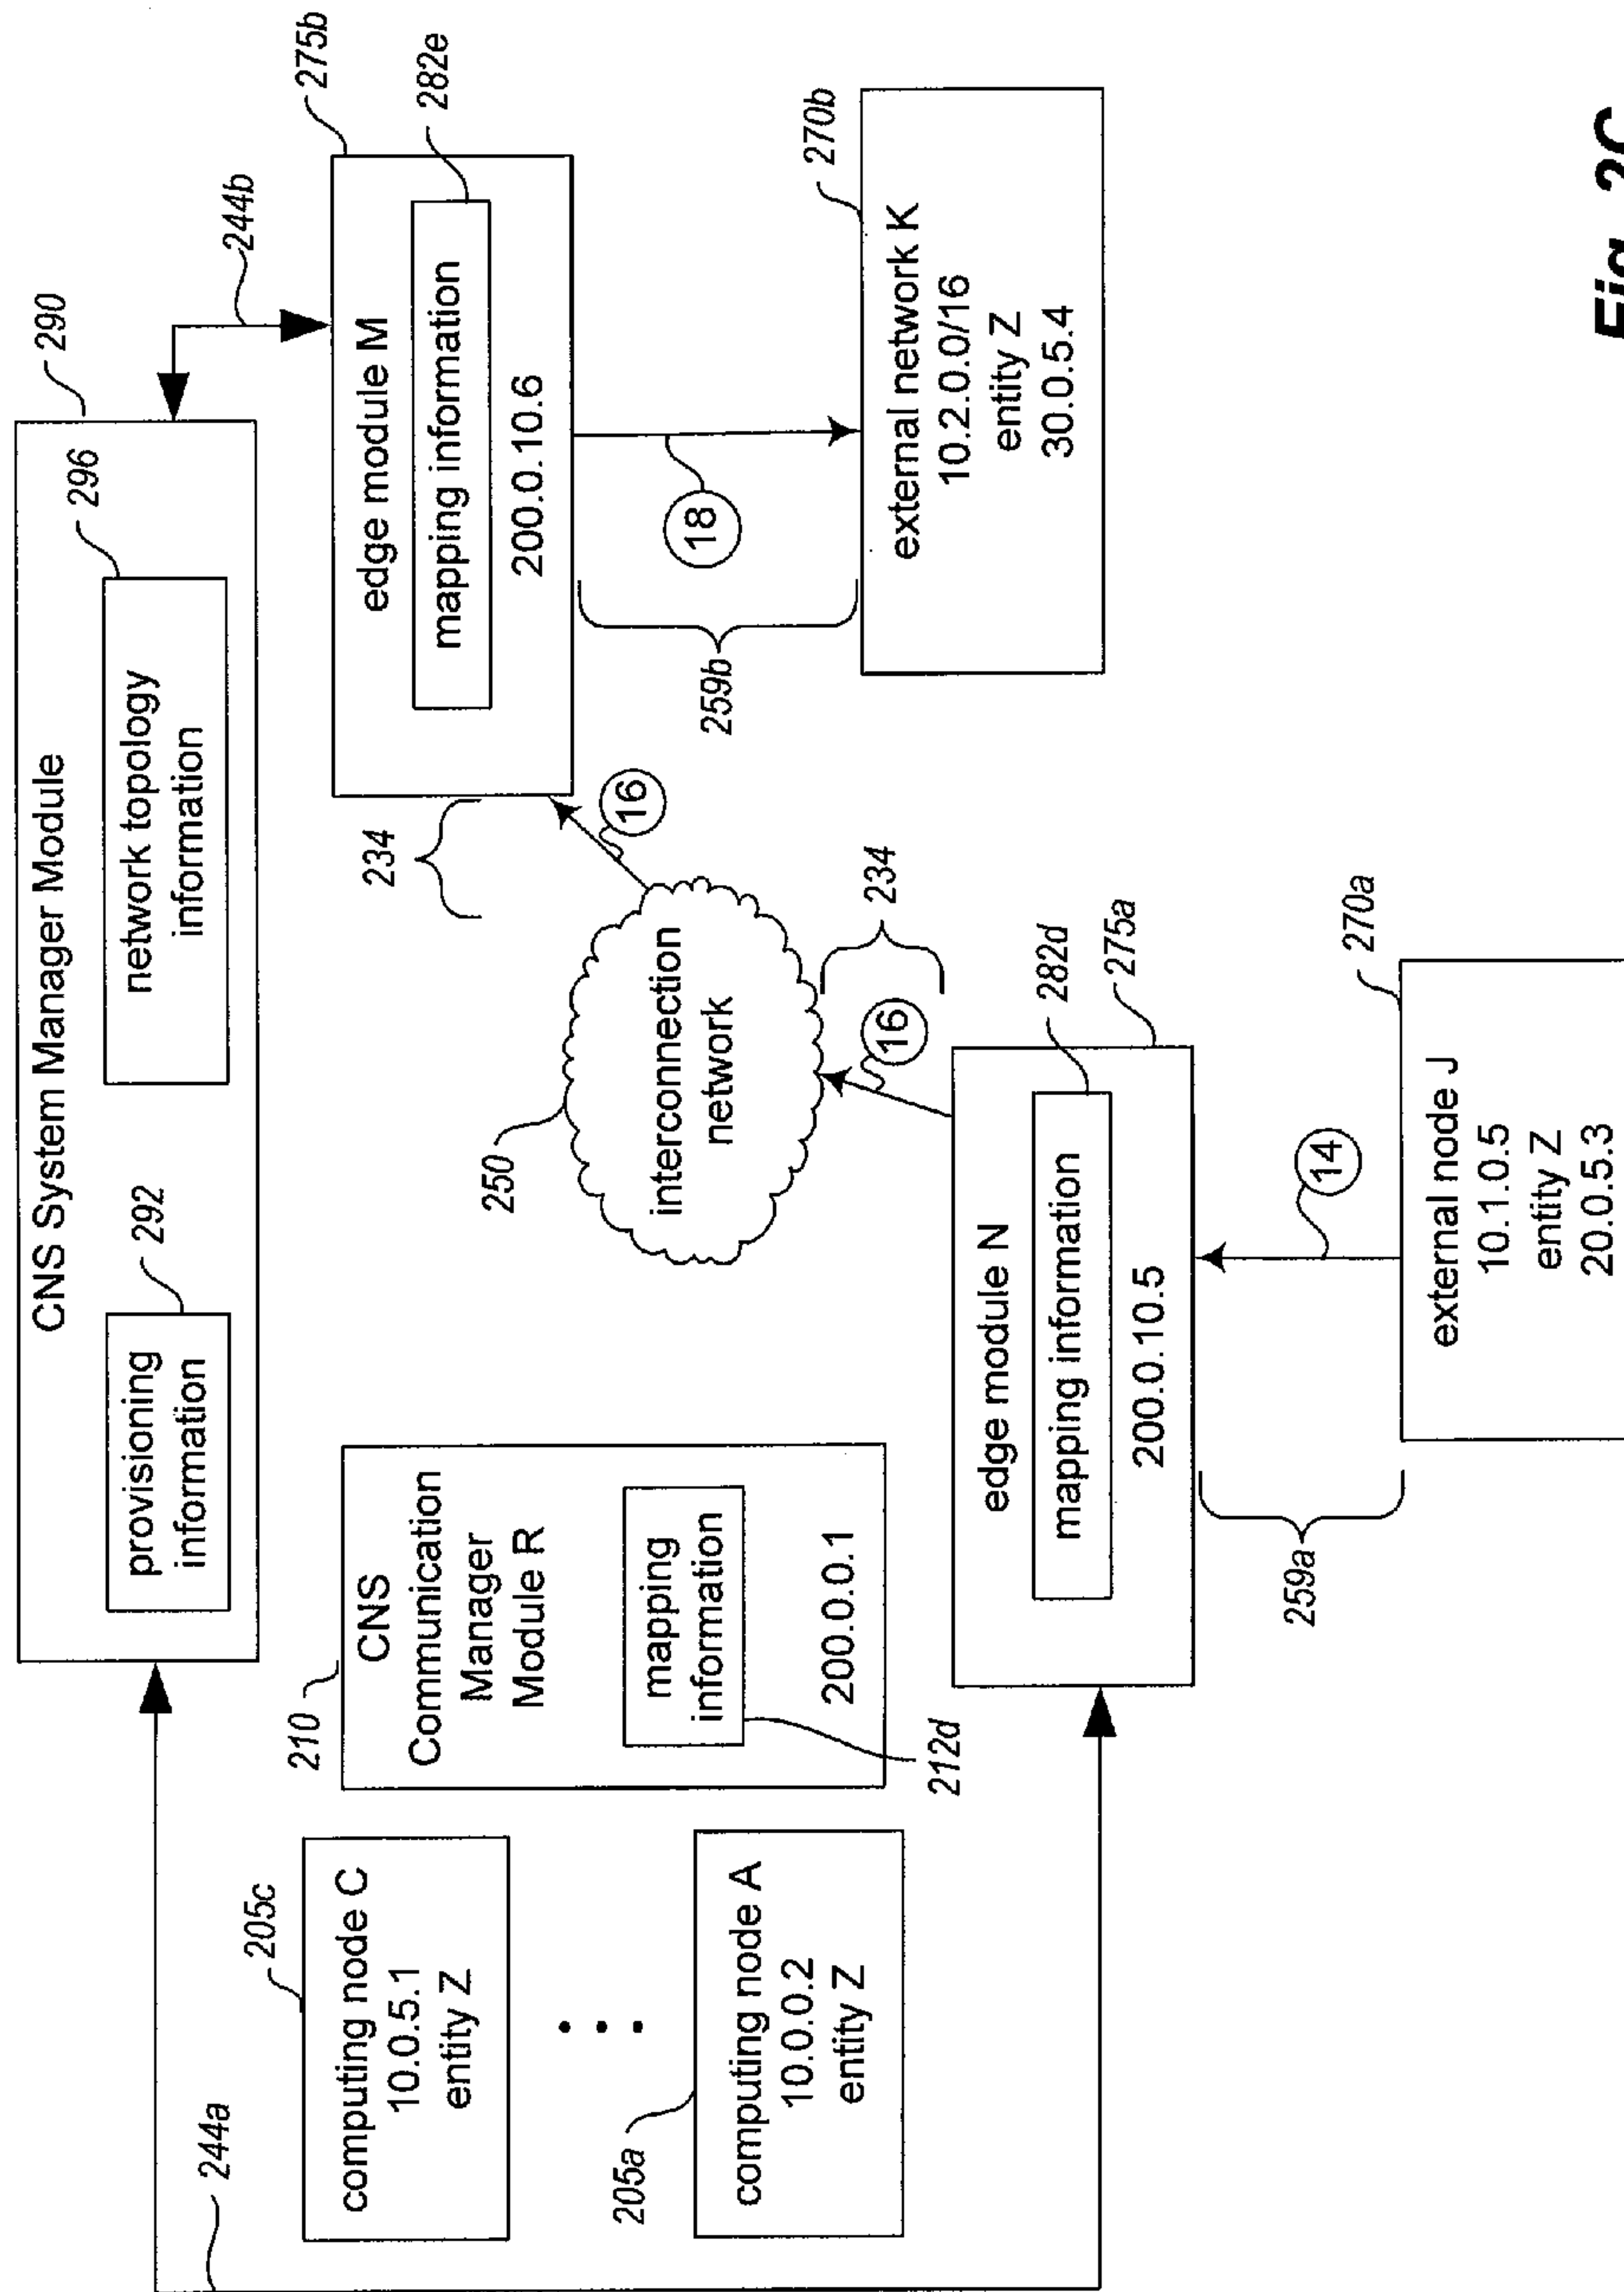 244a
290
CNS System Manager Module
292
296
provisioning
information
network topology
information
244b
205c
computing node C
10.0.5.1
entity Z
205a
computing node A
10.0.0.2
entity Z
210
CNS
Communication
Manager
Module R
mapping
information
200.0.0.1
212d
250
interconnection
network
234
16
234
16
275b
edge module M
282e
mapping information
200.0.10.6
18
259b
270b
external network K
10.2.0.0/16
entity Z
30.0.5.4
275a
edge module N
282d
mapping information
200.0.10.5
14
259a
270a
external node J
10.1.0.5
entity Z
20.0.5.3